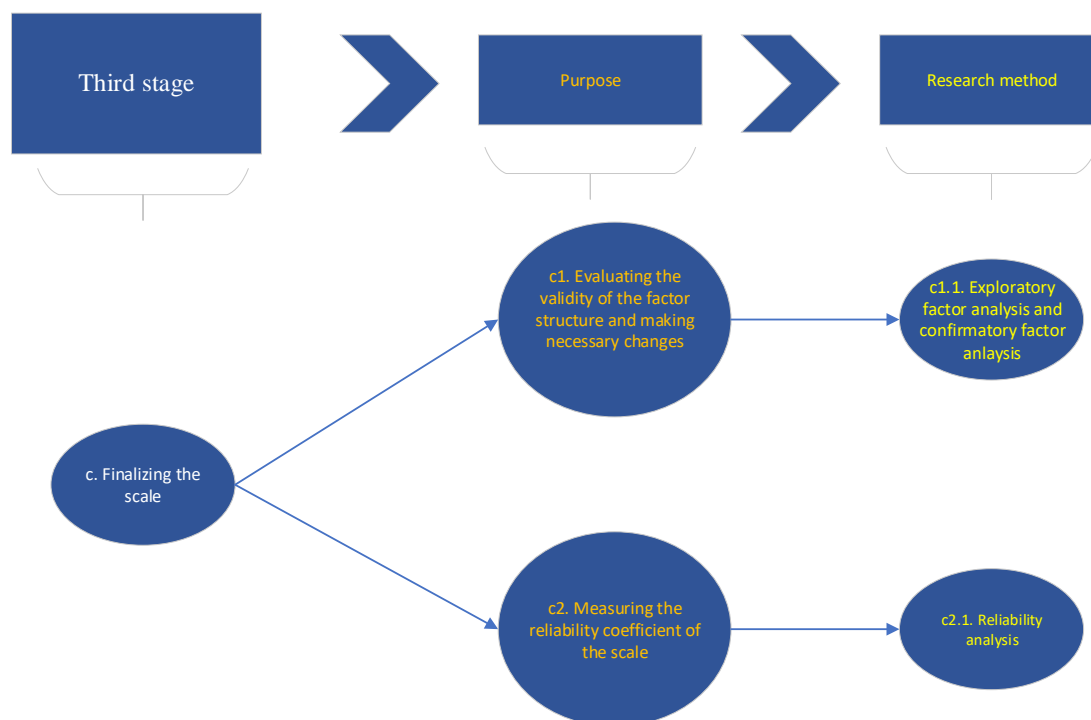 Third stage
Purpose
Research method
c1. Evaluating the
validity of the factor
structure and making
necessary changes
c1.1. Exploratory
factor analysis and
confirmatory factor
anlaysis
c. Finalizing the
scale
c2. Measuring the
reliability coefficient of
the scale
c2.1. Reliability
analysis